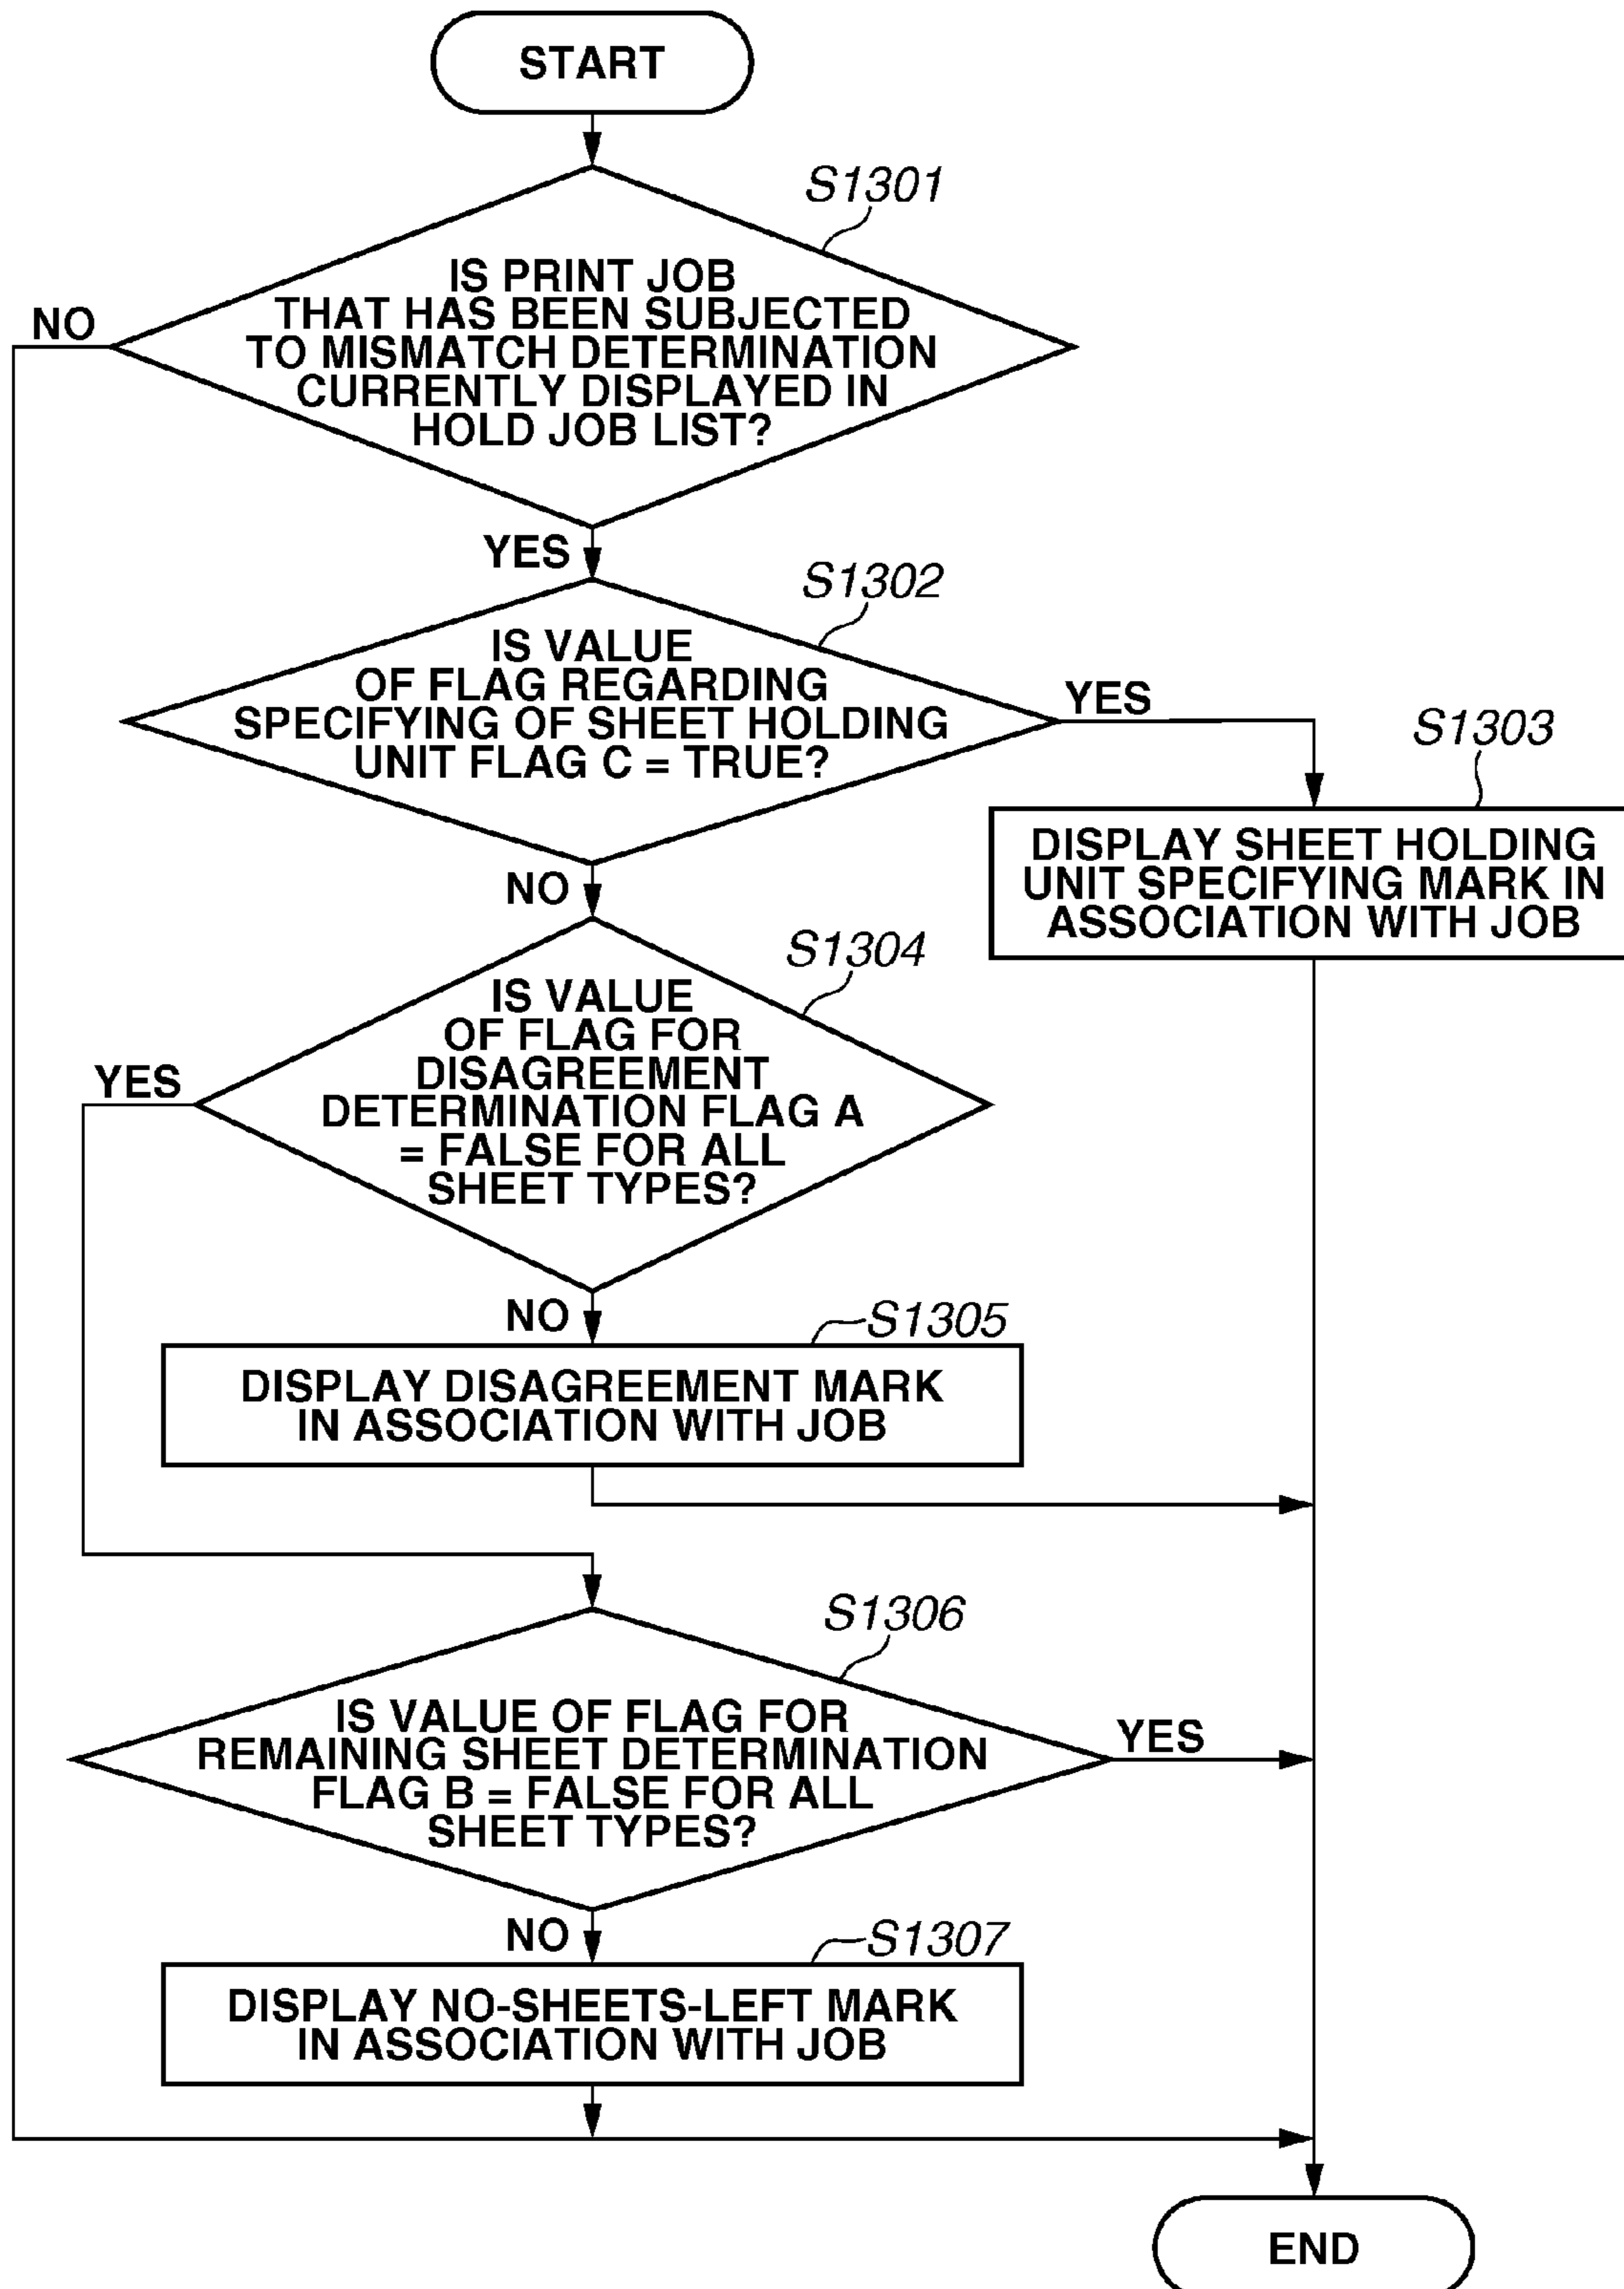 START
S1301
IS PRINT JOB
THAT HAS BEEN SUBJECTED
TO MISMATCH DETERMINATION
CURRENTLY DISPLAYED IN
HOLD JOB LIST?
NO
YES
S1302
IS VALUE
OF FLAG REGARDING
SPECIFYING OF SHEET HOLDING
UNIT FLAG C = TRUE?
YES
S1303
DISPLAY SHEET HOLDING
UNIT SPECIFYING MARK IN
ASSOCIATION WITH JOB
NO
S1304
IS VALUE
OF FLAG FOR
DISAGREEMENT
DETERMINATION FLAG A
= FALSE FOR ALL
SHEET TYPES?
YES
NO
S1305
DISPLAY DISAGREEMENT MARK
IN ASSOCIATION WITH JOB
S1306
IS VALUE OF FLAG FOR
REMAINING SHEET DETERMINATION
FLAG B = FALSE FOR ALL
SHEET TYPES?
YES
NO
S1307
DISPLAY NO-SHEETS-LEFT MARK
IN ASSOCIATION WITH JOB
END